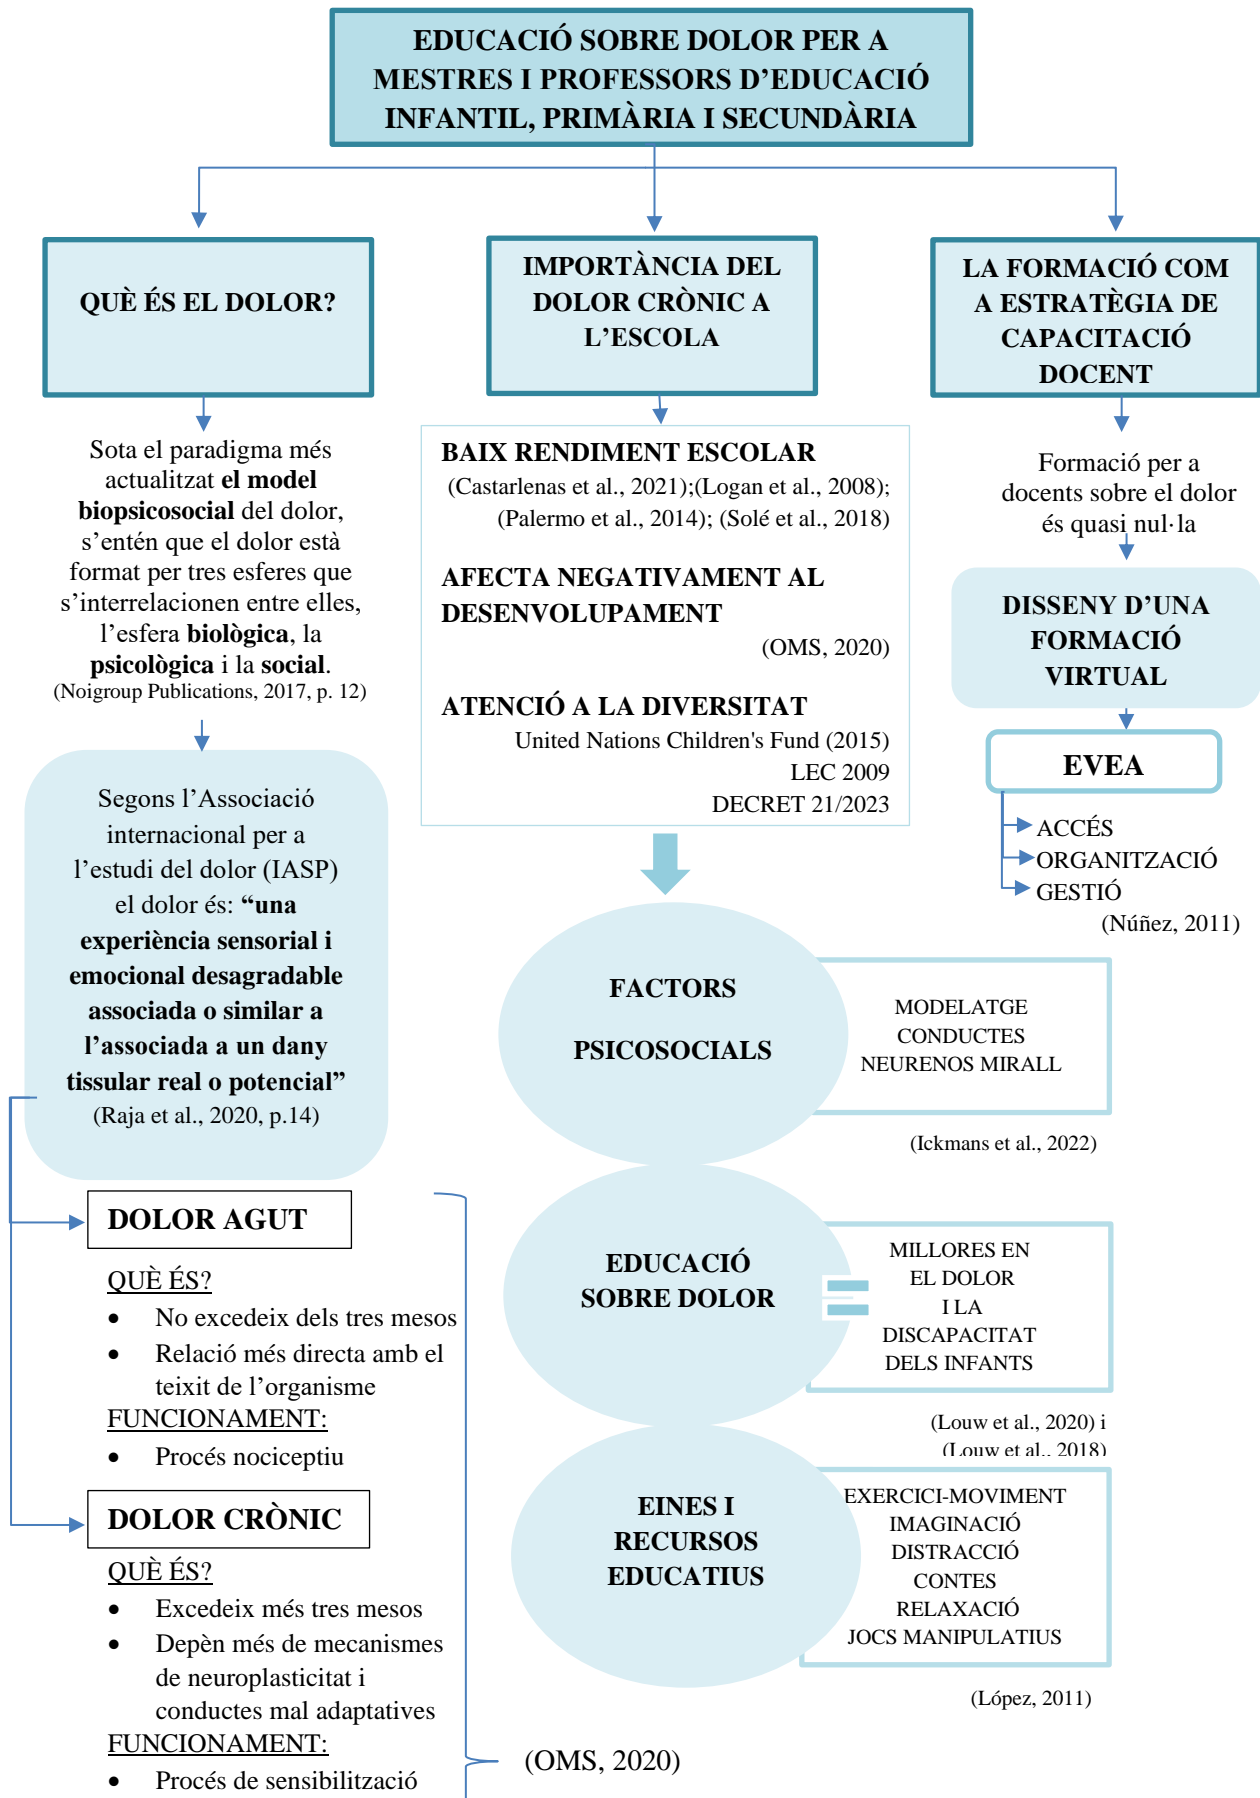 EDUCACIÓ SOBRE DOLOR PER A
MESTRES I PROFESSORS D’EDUCACIÓ
INFANTIL, PRIMÀRIA I SECUNDÀRIA
QUÈ ÉS EL DOLOR?
Sota el paradigma més
actualitzat el model
biopsicosocial del dolor,
s’entén que el dolor està
format per tres esferes que
s’interrelacionen entre elles,
l’esfera biològica, la
psicològica i la social.
(Noigroup Publications, 2017, p. 12)
Segons l’Associació
internacional per a
l’estudi del dolor (IASP)
el dolor és: “una
experiència sensorial i
emocional desagradable
associada o similar a
l’associada a un dany
tissular real o potencial”
(Raja et al., 2020, p.14)
DOLOR AGUT
QUÈ ÉS?
• No excedeix dels tres mesos
• Relació més directa amb el
teixit de l’organisme
FUNCIONAMENT:
• Procés nociceptiu
DOLOR CRÒNIC
QUÈ ÉS?
• Excedeix més tres mesos
• Depèn més de mecanismes
de neuroplasticitat i
conductes mal adaptatives
FUNCIONAMENT:
• Procés de sensibilització
(OMS, 2020)
IMPORTÀNCIA DEL
DOLOR CRÒNIC A
L’ESCOLA
BAIX RENDIMENT ESCOLAR
(Castarlenas et al., 2021);(Logan et al., 2008);
(Palermo et al., 2014); (Solé et al., 2018)
AFECTA NEGATIVAMENT AL
DESENVOLUPAMENT
(OMS, 2020)
ATENCIÓ A LA DIVERSITAT
United Nations Children's Fund (2015)
LEC 2009
DECRET 21/2023
FACTORS
PSICOSOCIALS
MODELATGE
CONDUCTES
NEURENOS MIRALL
(Ickmans et al., 2022)
EDUCACIÓ
SOBRE DOLOR
MILLORES EN
EL DOLOR
I LA
DISCAPACITAT
DELS INFANTS
(Louw et al., 2020) i
(Louw et al., 2018)
EINES I
RECURSOS
EDUCATIUS
EXERCICI-MOVIMENT
IMAGINACIÓ
DISTRACCIÓ
CONTES
RELAXACIÓ
JOCS MANIPULATIUS
(López, 2011)
LA FORMACIÓ COM
A ESTRATÈGIA DE
CAPACITACIÓ
DOCENT
Formació per a
docents sobre el dolor
és quasi nul·la
DISSENY D’UNA
FORMACIÓ
VIRTUAL
EVEA
ACCÉS
ORGANITZACIÓ
GESTIÓ
(Núñez, 2011)